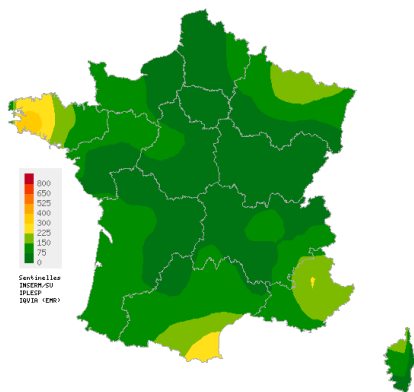 800
650
525
400
300
225
150
75
0
Sentinelles
INSERM/SU
IPLESP
IQVIA (EMR)